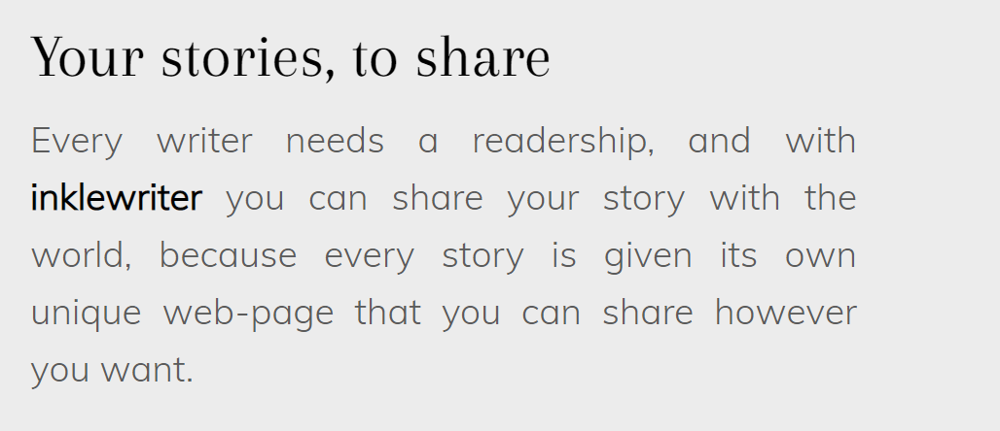 Your stories, to share
Every writer needs a readership, and with
inklewriter you can share your story with the
world, because every story is given its own
unique web-page that you can share however
you want.